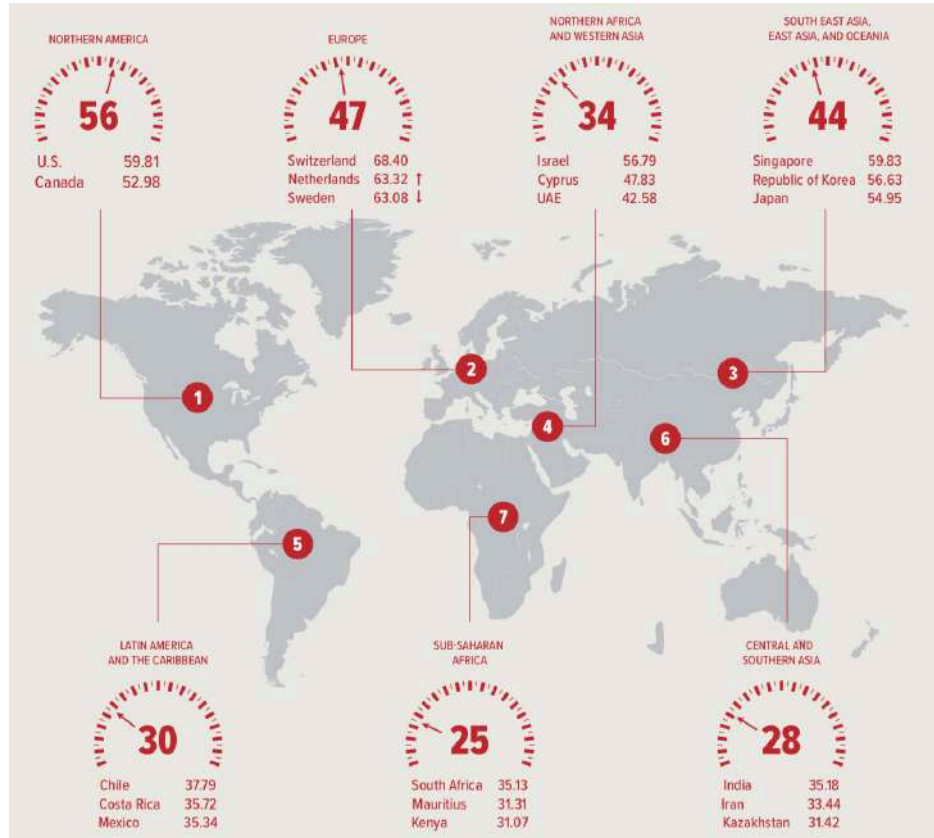 NORTHERN AMERICA
56
U.S. 59.81
Canada 52.98
EUROPE
47
Switzerland 68.40
Netherlands 63.32 ↑
Sweden 63.08 ↓
NORTHERN AFRICA
AND WESTERN ASIA
34
Israel 56.79
Cyprus 47.83
UAE 42.58
SOUTH EAST ASIA,
EAST ASIA, AND OCEANIA
44
Singapore 59.83
Republic of Korea 56.63
Japan 54.95
1
2
3
4
6
7
5
LATIN AMERICA
AND THE CARIBBEAN
30
Chile 37.79
Costa Rica 35.72
Mexico 35.34
SUB-SAHARAN
AFRICA
25
South Africa 35.13
Mauritius 31.31
Kenya 31.07
CENTRAL AND
SOUTHERN ASIA
28
India 35.18
Iran 33.44
Kazakhstan 31.42